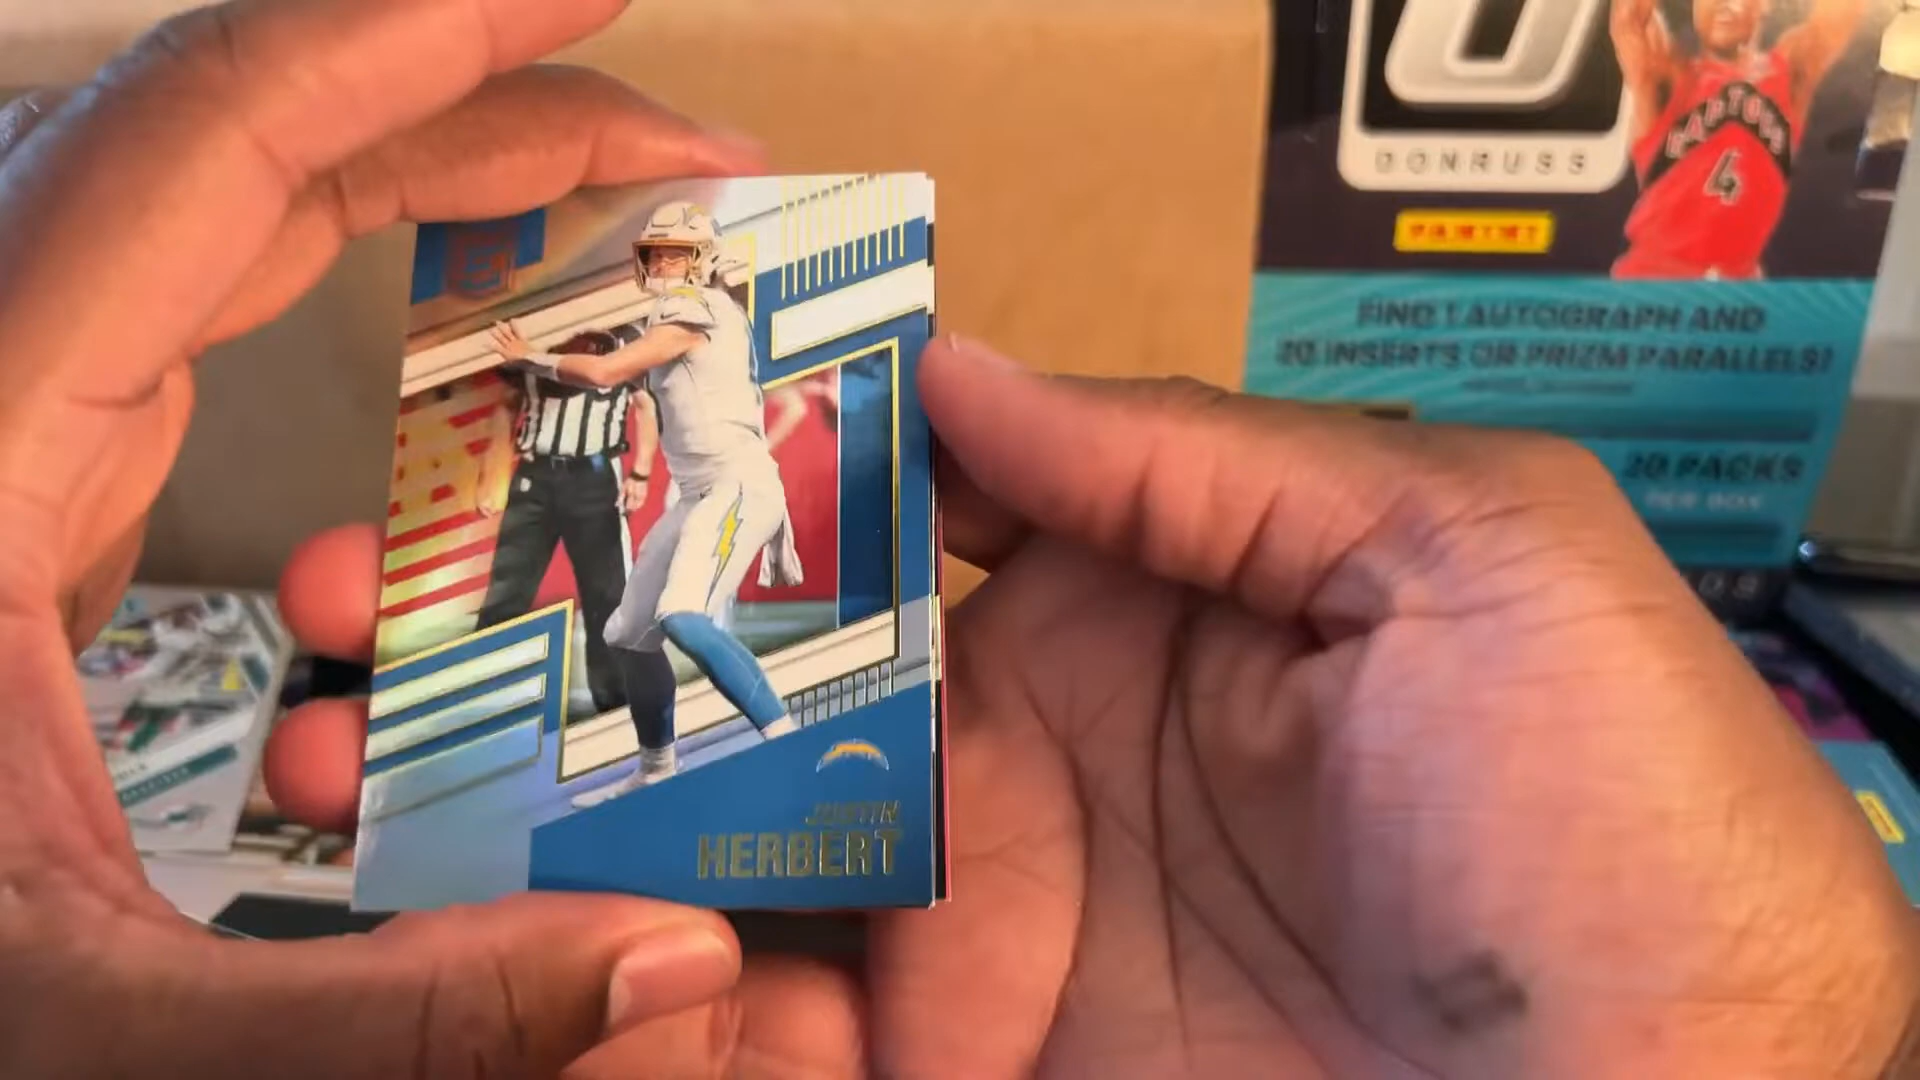 JUSTIN
HERBERT
DONRUSS
PANINI
RAPTORS
4
FIND 1 AUTOGRAPH AND
20 INSERTS OR PRIZM PARALLELS!
20 PACKS
PER BOX